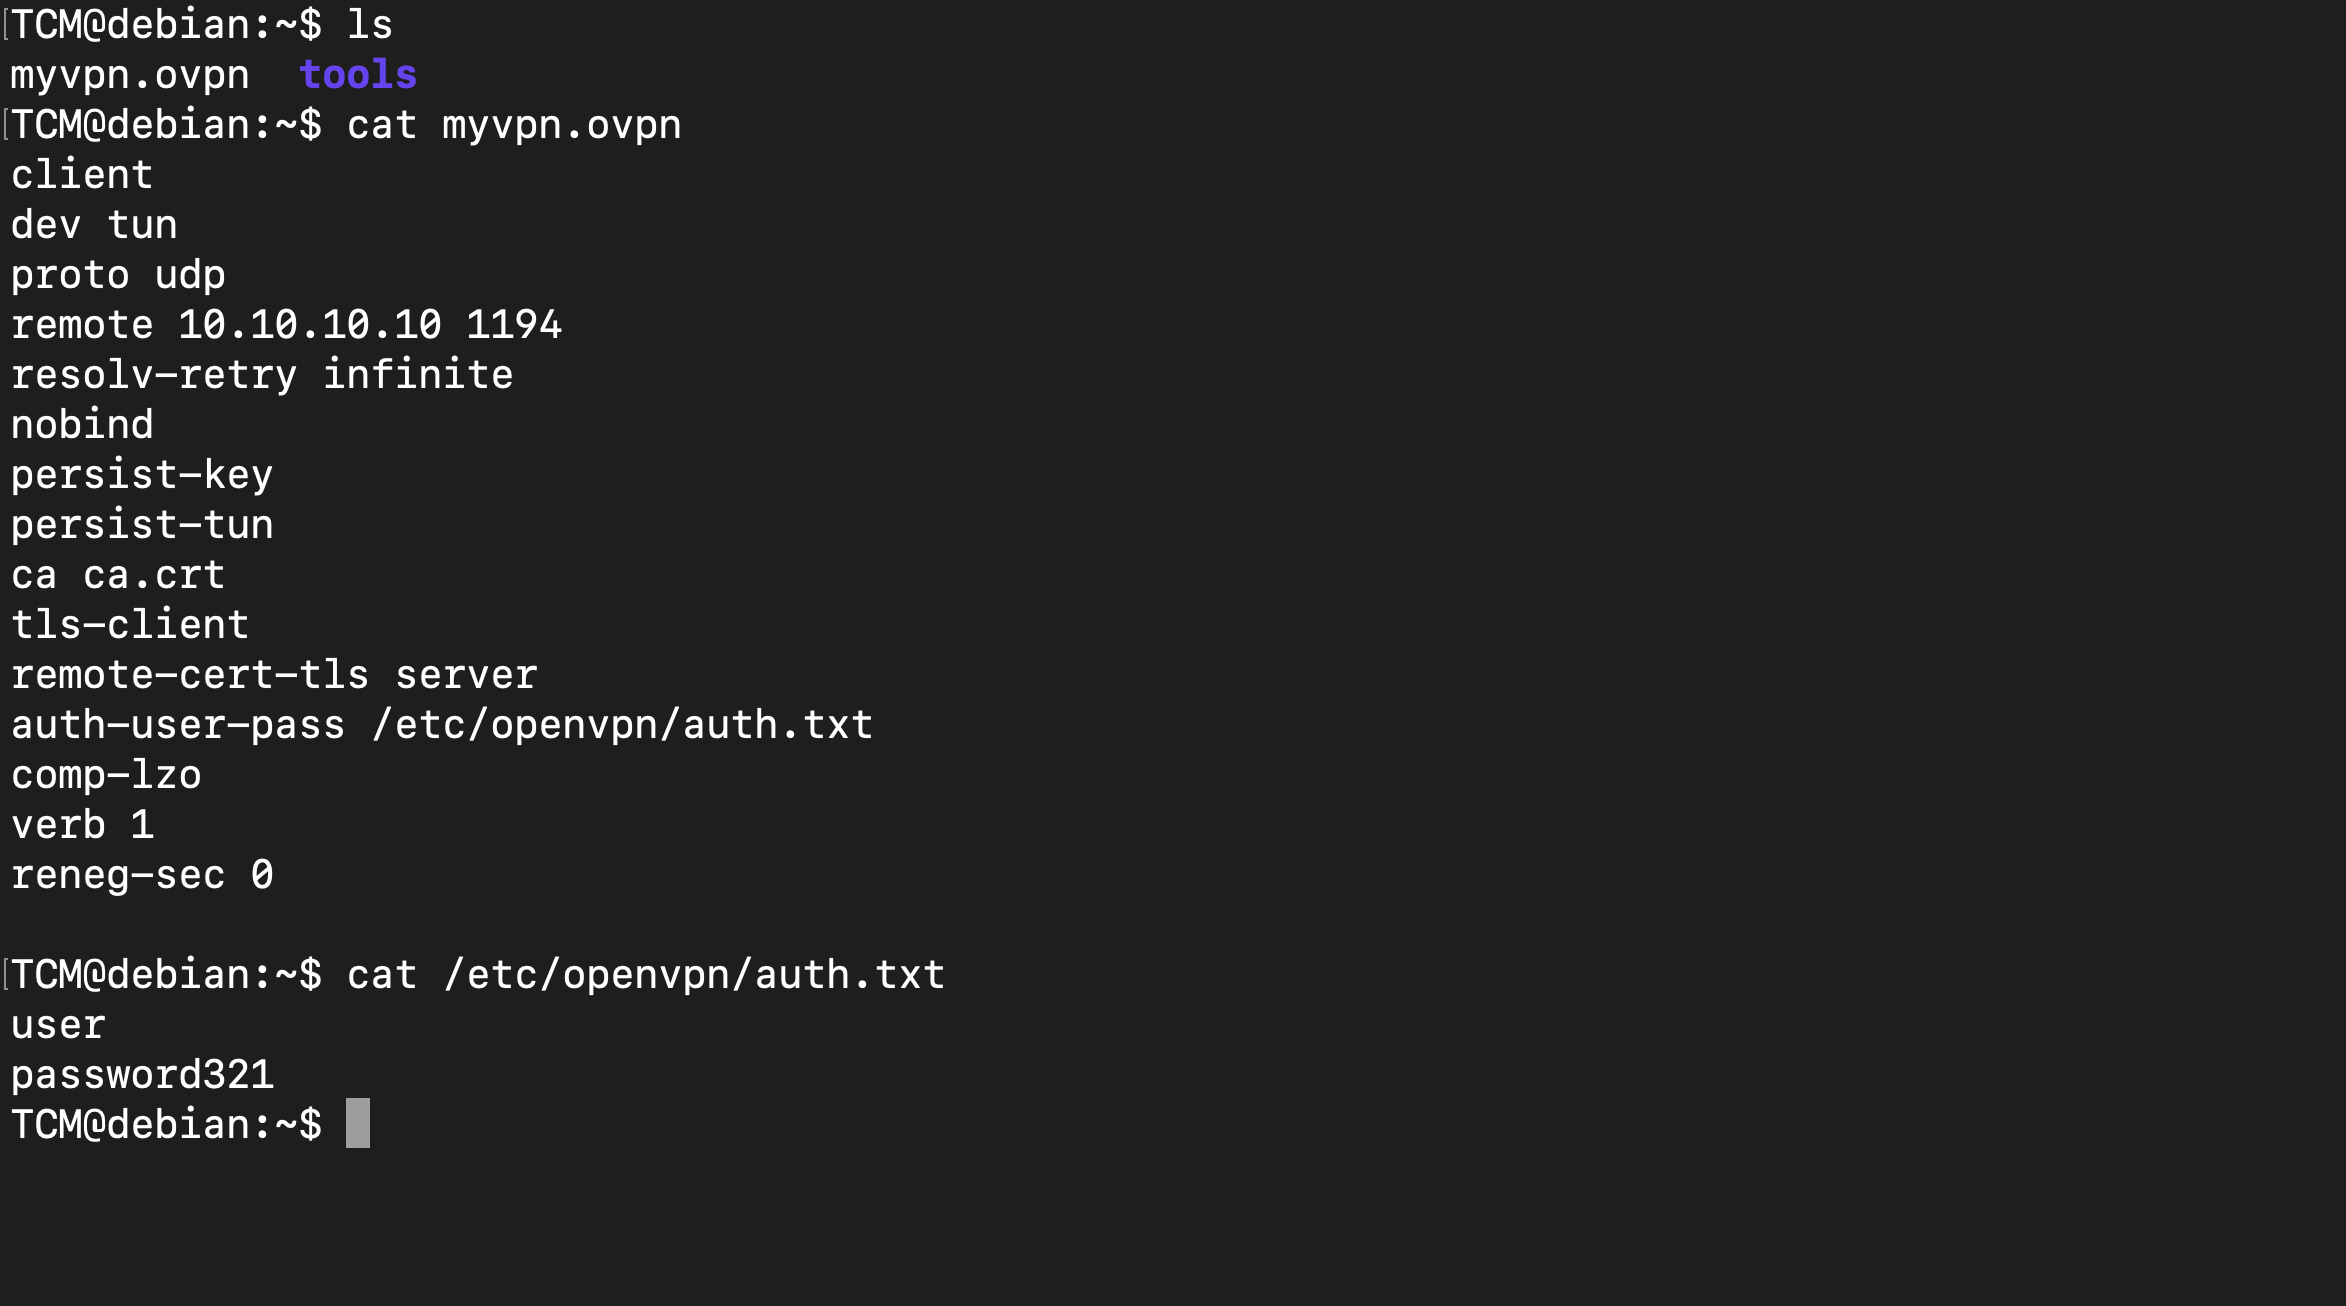 TCM@debian:~$ ls
myvpn.ovpn  tools
TCM@debian:~$ cat myvpn.ovpn
client
dev tun
proto udp
remote 10.10.10.10 1194
resolv-retry infinite
nobind
persist-key
persist-tun
ca ca.crt
tls-client
remote-cert-tls server
auth-user-pass /etc/openvpn/auth.txt
comp-lzo
verb 1
reneg-sec 0

TCM@debian:~$ cat /etc/openvpn/auth.txt
user
password321
TCM@debian:~$